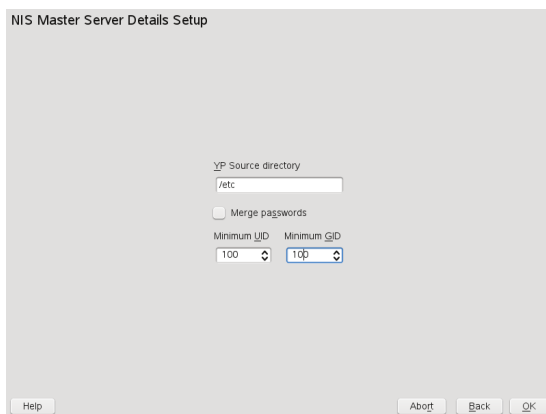 NIS Master Server Details Setup
YP Source directory
/etc
Merge passwords
Minimum UID Minimum GID
100 100
Help Abort Back OK